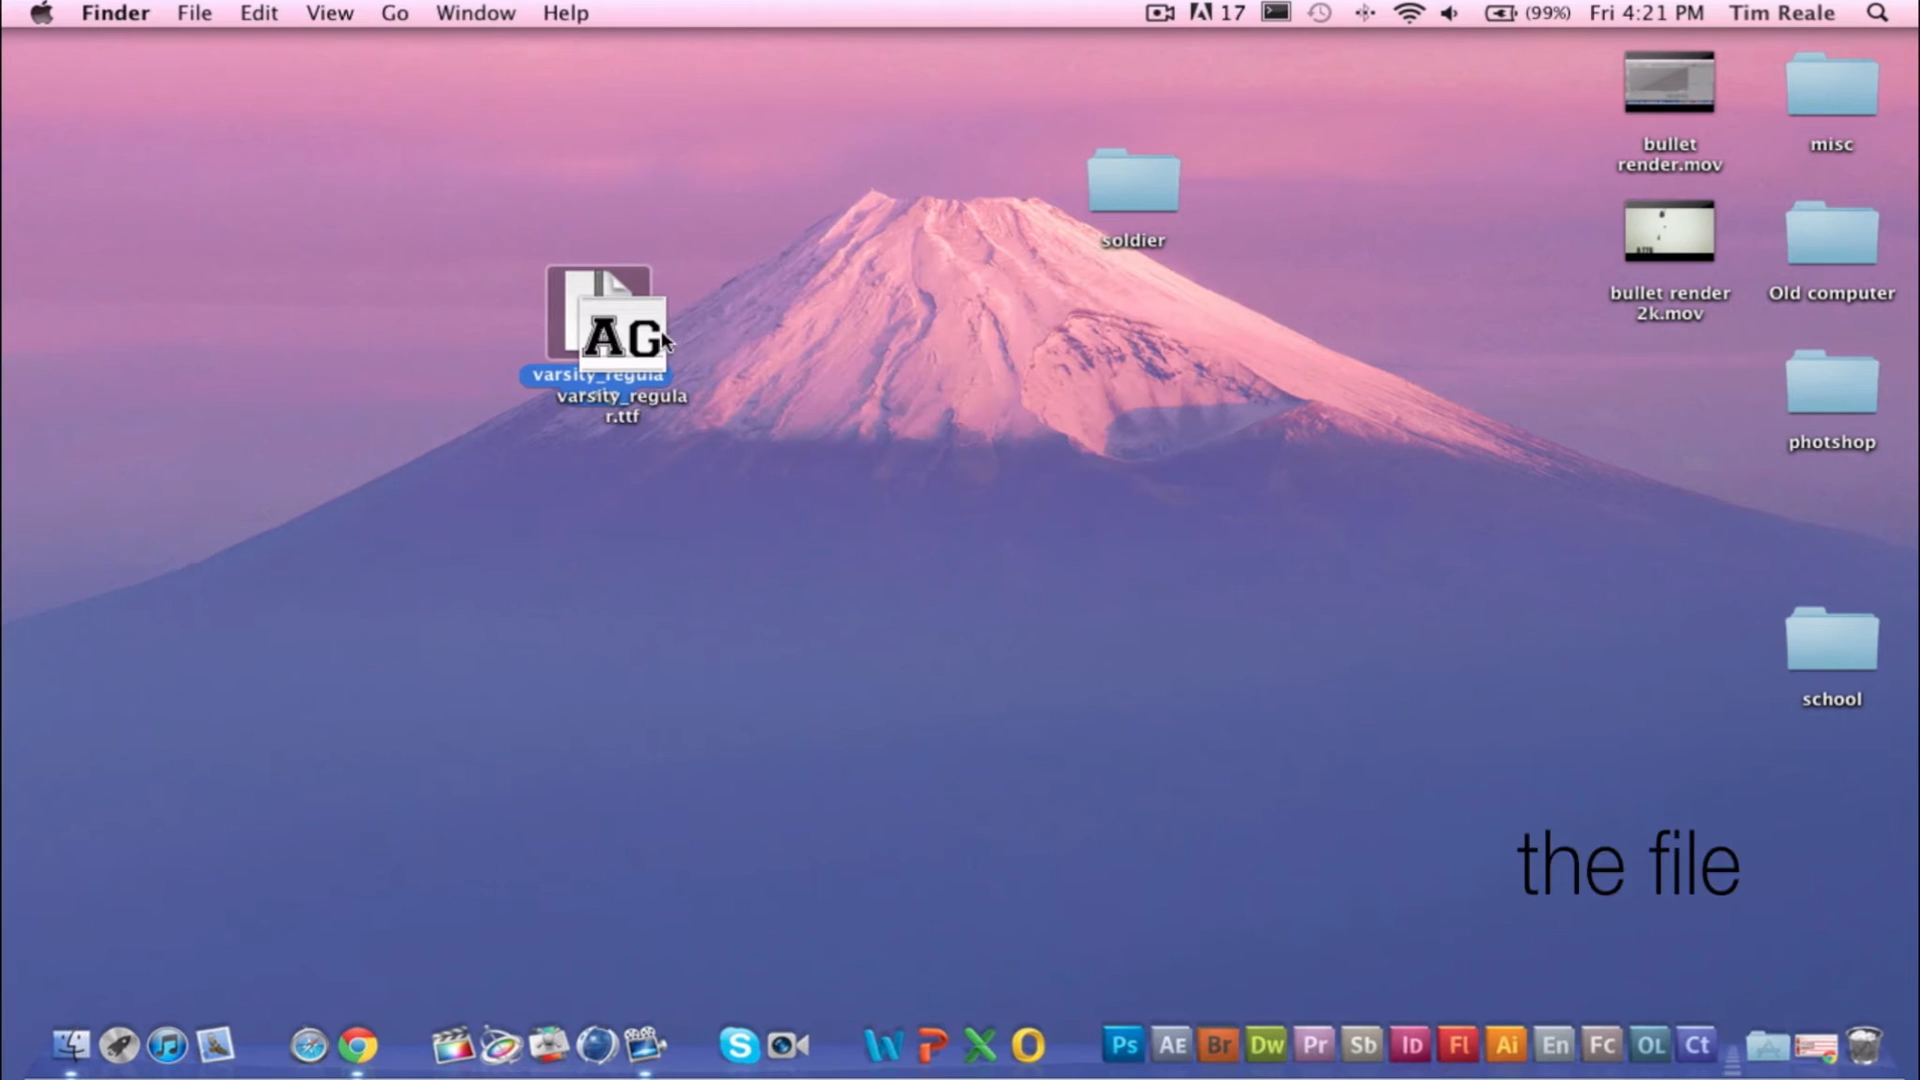 Finder File Edit View Go Window Help 17 (99%) Fri 4:21 PM Tim Reale
bullet
render.mov
misc
soldier
bullet render
2k.mov
Old computer
AG
varsity_regula
varsity_regula
r.ttf
photshop
school
the file
Ps AE Br Dw Pr Sb Id Fl Ai En Fc OL Ct